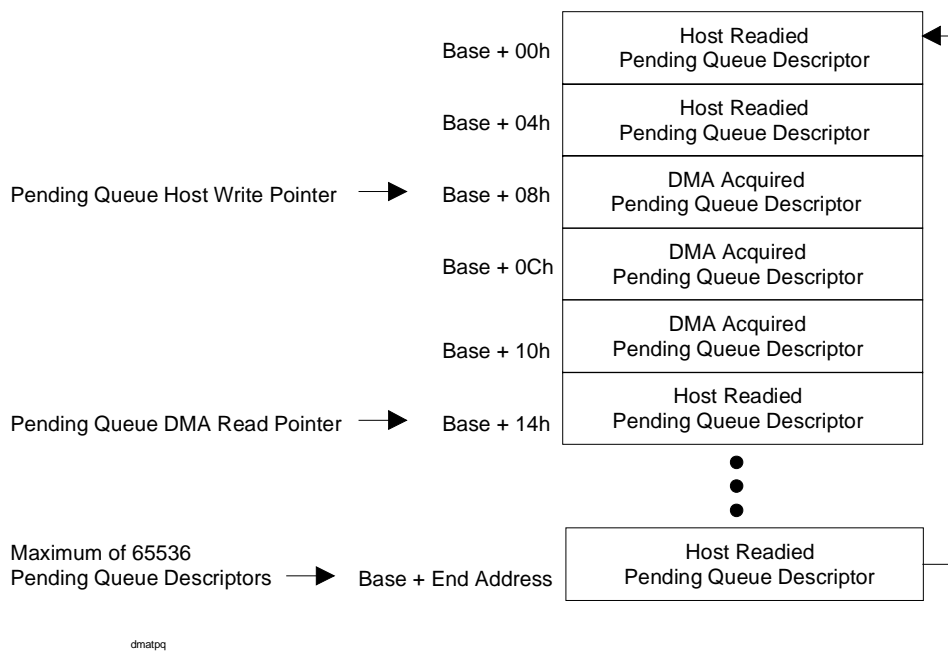 Base + 00h
Host Readied
Pending Queue Descriptor
Base + 04h
Host Readied
Pending Queue Descriptor
Pending Queue Host Write Pointer
Base + 08h
DMA Acquired
Pending Queue Descriptor
Base + 0Ch
DMA Acquired
Pending Queue Descriptor
Base + 10h
DMA Acquired
Pending Queue Descriptor
Pending Queue DMA Read Pointer
Base + 14h
Host Readied
Pending Queue Descriptor
Maximum of 65536
Pending Queue Descriptors
Base + End Address
Host Readied
Pending Queue Descriptor
dmatpq